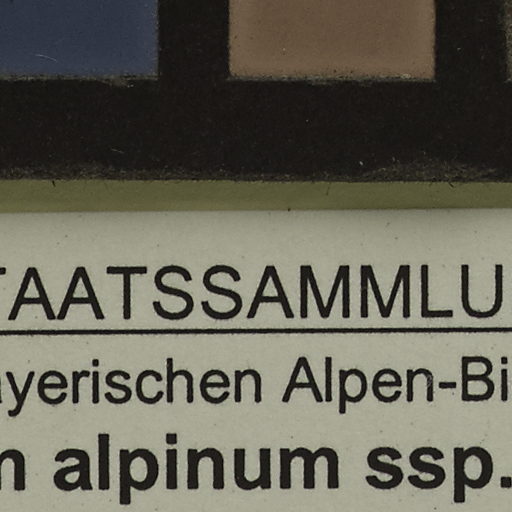 TAATSSAMMLU
ayerischen Alpen-Bi
m alpinum ssp.